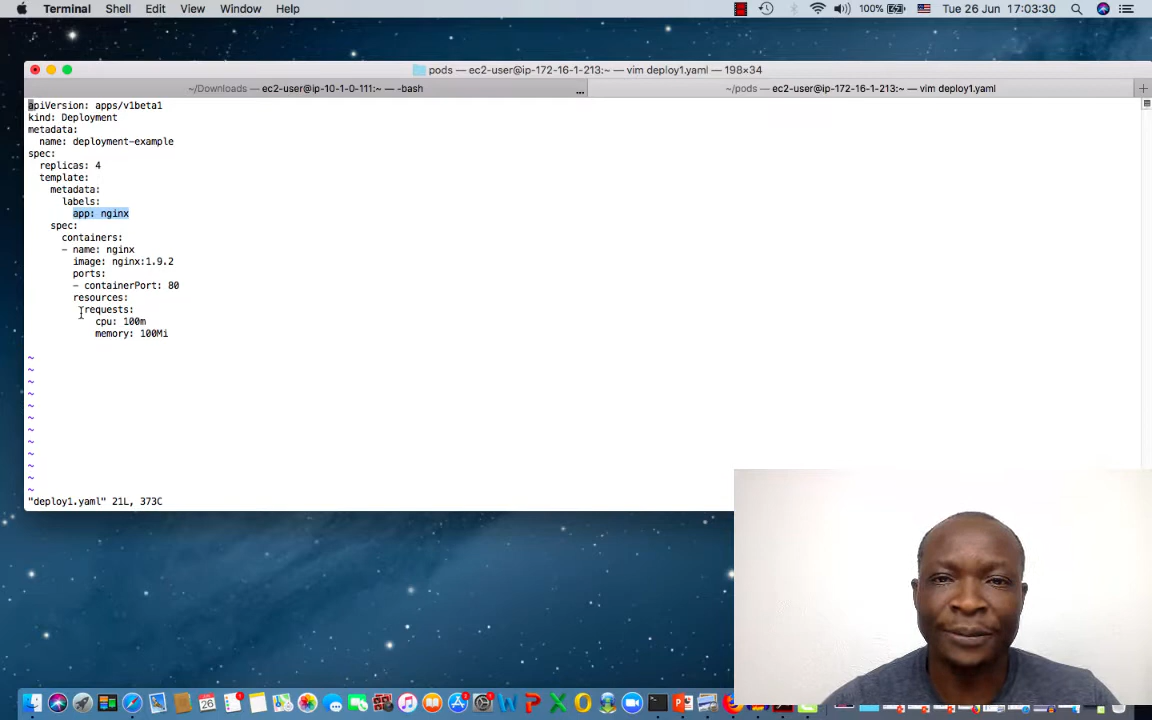 Terminal Shell Edit View Window Help 100% Tue 26 Jun 17:03:30
pods — ec2-user@ip-172-16-1-213:~ — vim deploy1.yaml — 198×34
~/Downloads — ec2-user@ip-10-1-0-111:~ — -bash ... ~/pods — ec2-user@ip-172-16-1-213:~ — vim deploy1.yaml +
apiVersion: apps/v1beta1
kind: Deployment
metadata:
  name: deployment-example
spec:
  replicas: 4
  template:
    metadata:
      labels:
        app: nginx
    spec:
      containers:
      - name: nginx
        image: nginx:1.9.2
        ports:
        - containerPort: 80
        resources:
          requests:
            cpu: 100m
            memory: 100Mi
~
~
~
~
~
~
~
~
~
~
~
~
"deploy1.yaml" 21L, 373C
26